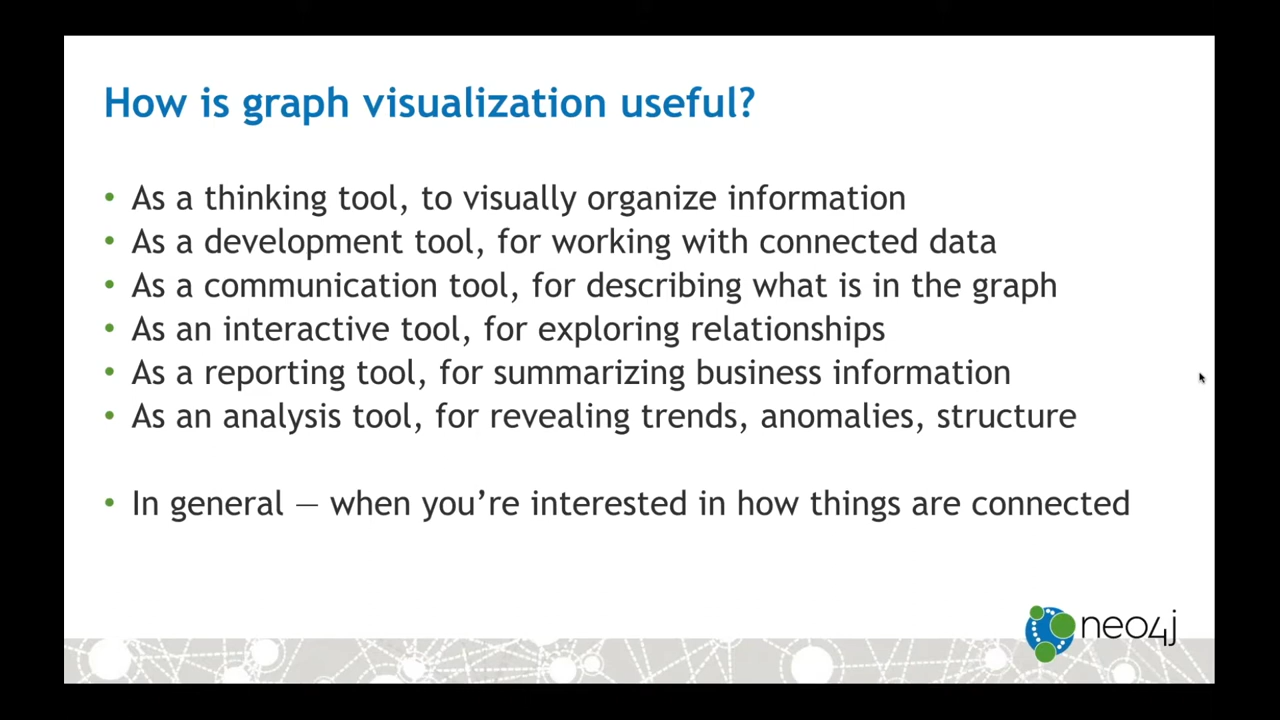 How is graph visualization useful?
• As a thinking tool, to visually organize information
• As a development tool, for working with connected data
• As a communication tool, for describing what is in the graph
• As an interactive tool, for exploring relationships
• As a reporting tool, for summarizing business information
• As an analysis tool, for revealing trends, anomalies, structure
• In general — when you’re interested in how things are connected
neo4j